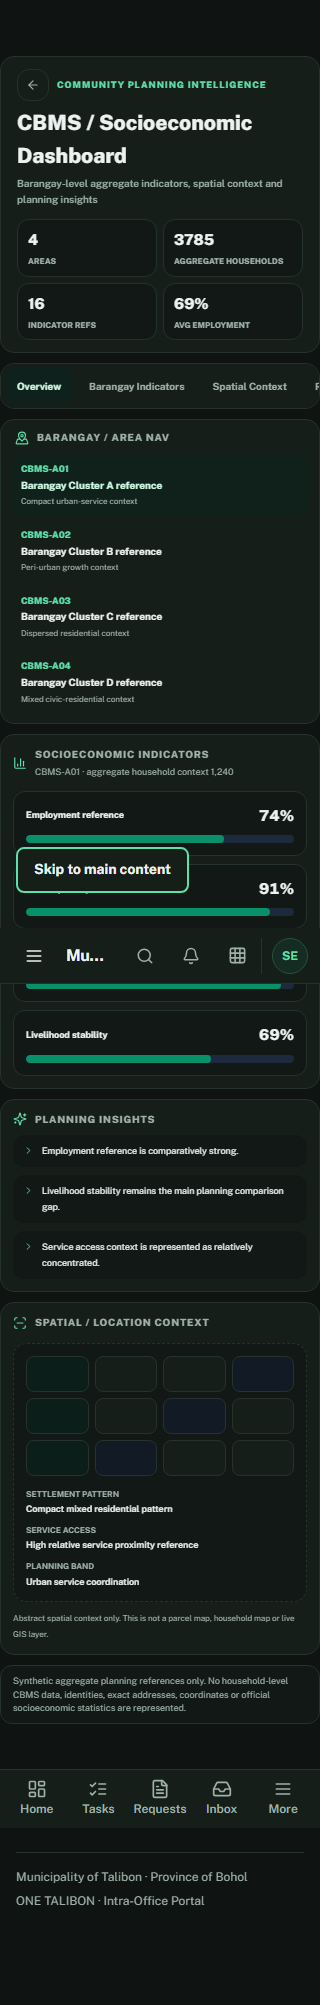 COMMUNITY PLANNING INTELLIGENCE
CBMS / Socioeconomic
Dashboard
Barangay-level aggregate indicators, spatial context and
planning insights
4
AREAS
3785
AGGREGATE HOUSEHOLDS
16
INDICATOR REFS
69%
AVG EMPLOYMENT
Overview Barangay Indicators Spatial Context
BARANGAY / AREA NAV
CBMS-A01
Barangay Cluster A reference
Compact urban-service context
CBMS-A02
Barangay Cluster B reference
Peri-urban growth context
CBMS-A03
Barangay Cluster C reference
Dispersed residential context
CBMS-A04
Barangay Cluster D reference
Mixed civic-residential context
SOCIOECONOMIC INDICATORS
CBMS-A01 · aggregate household context 1,240
Employment reference 74%
Skip to main content
91%
Mu... SE
Livelihood stability 69%
PLANNING INSIGHTS
Employment reference is comparatively strong.
Livelihood stability remains the main planning comparison
gap.
Service access context is represented as relatively
concentrated.
SPATIAL / LOCATION CONTEXT
SETTLEMENT PATTERN
Compact mixed residential pattern
SERVICE ACCESS
High relative service proximity reference
PLANNING BAND
Urban service coordination
Abstract spatial context only. This is not a parcel map, household map or live
GIS layer.
Synthetic aggregate planning references only. No household-level
CBMS data, identities, exact addresses, coordinates or official
socioeconomic statistics are represented.
Home Tasks Requests Inbox More
Municipality of Talibon · Province of Bohol
ONE TALIBON · Intra-Office Portal